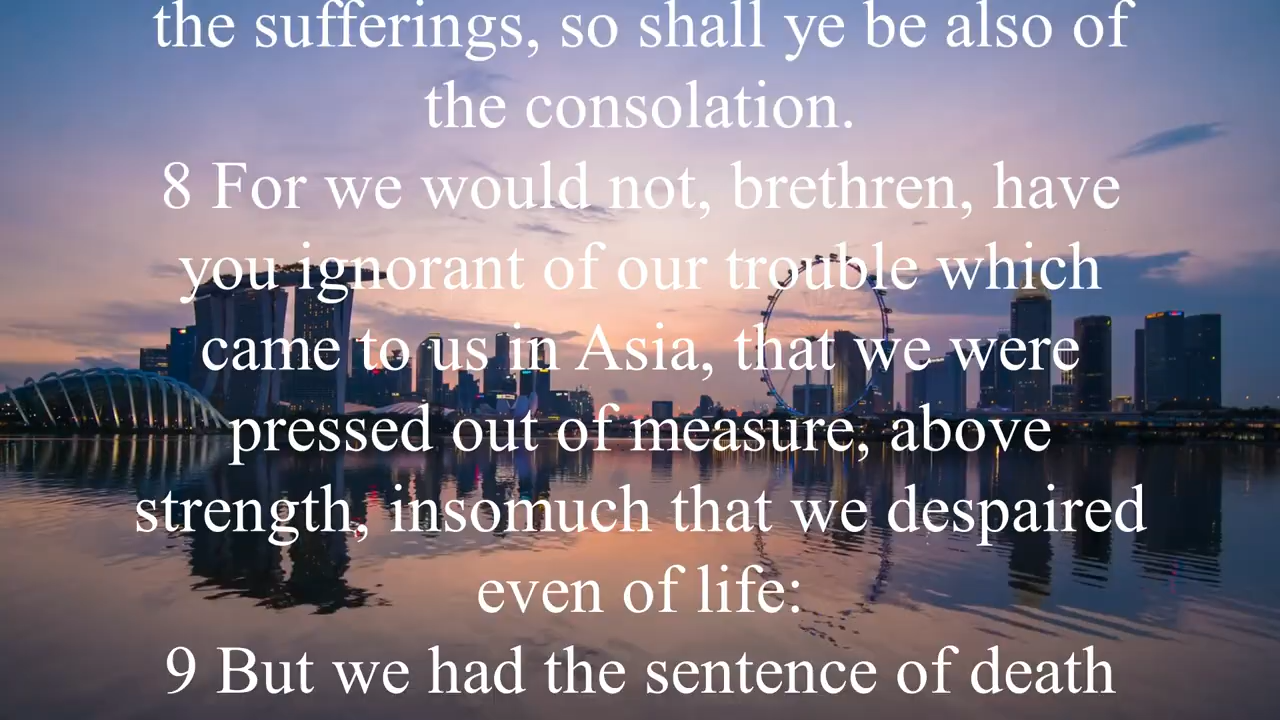 the sufferings, so shall ye be also of
the consolation.
8 For we would not, brethren, have
you ignorant of our trouble which
came to us in Asia, that we were
pressed out of measure, above
strength, insomuch that we despaired
even of life:
9 But we had the sentence of death